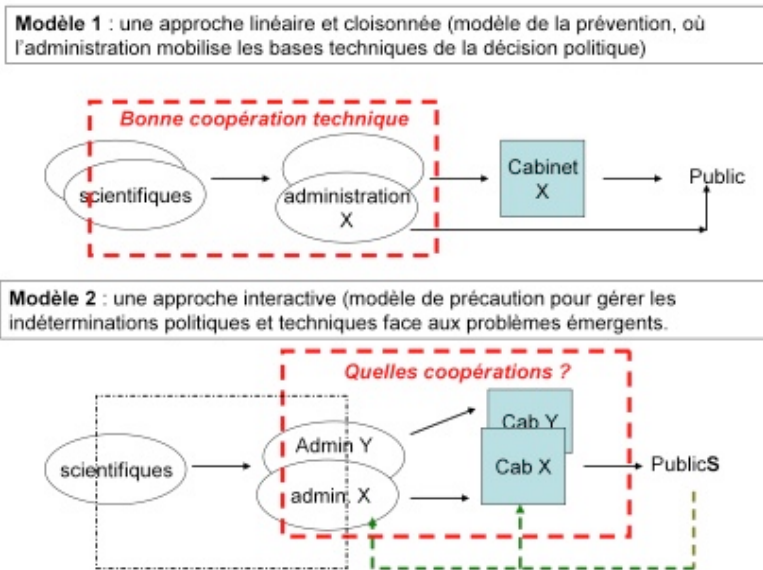 Modèle 1 : une approche linéaire et cloisonnée (modèle de la prévention, où
l'administration mobilise les bases techniques de la décision politique)
Bonne coopération technique
scientifiques
administration
X
Cabinet
X
Public
Modèle 2 : une approche interactive (modèle de précaution pour gérer les
indéterminations politiques et techniques face aux problèmes émergents.
Quelles coopérations ?
scientifiques
Admin Y
admin X
Cab Y
Cab X
PublicS